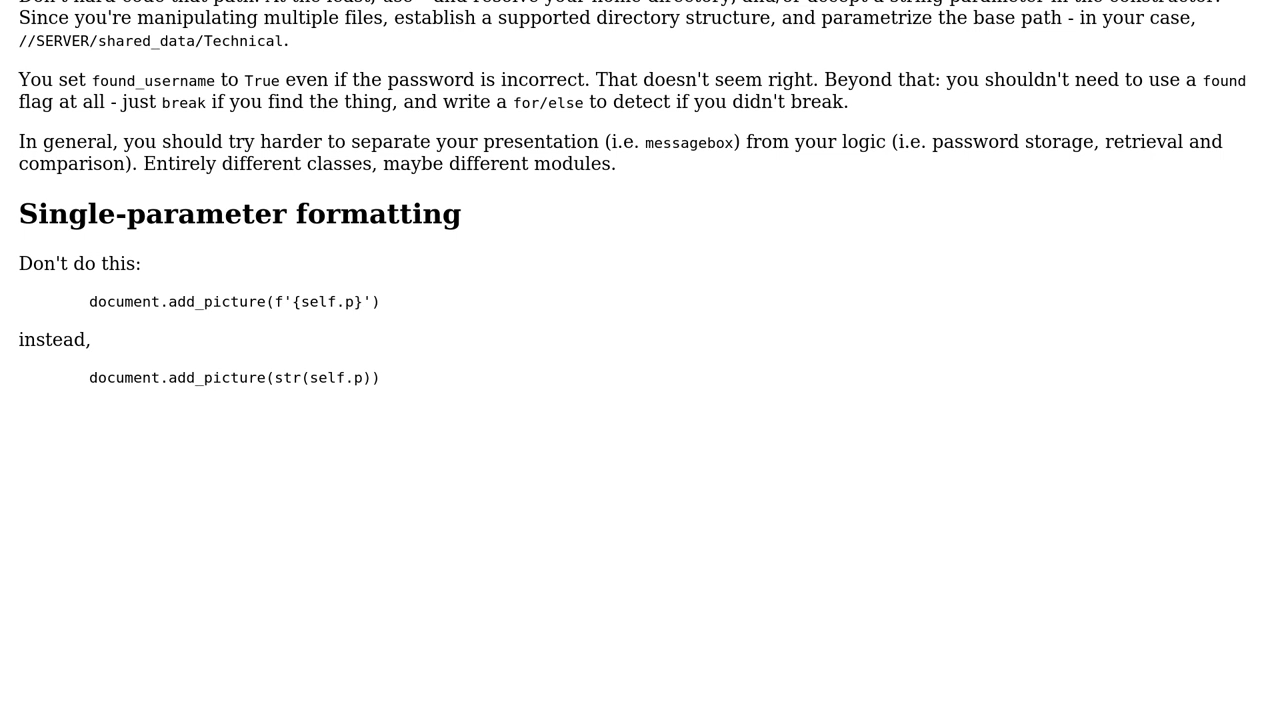 Since you're manipulating multiple files, establish a supported directory structure, and parametrize the base path - in your case,
//SERVER/shared_data/Technical.
You set found_username to True even if the password is incorrect. That doesn't seem right. Beyond that: you shouldn't need to use a found
flag at all - just break if you find the thing, and write a for/else to detect if you didn't break.
In general, you should try harder to separate your presentation (i.e. messagebox) from your logic (i.e. password storage, retrieval and
comparison). Entirely different classes, maybe different modules.
Single-parameter formatting
Don't do this:
document.add_picture(f'{self.p}')
instead,
document.add_picture(str(self.p))